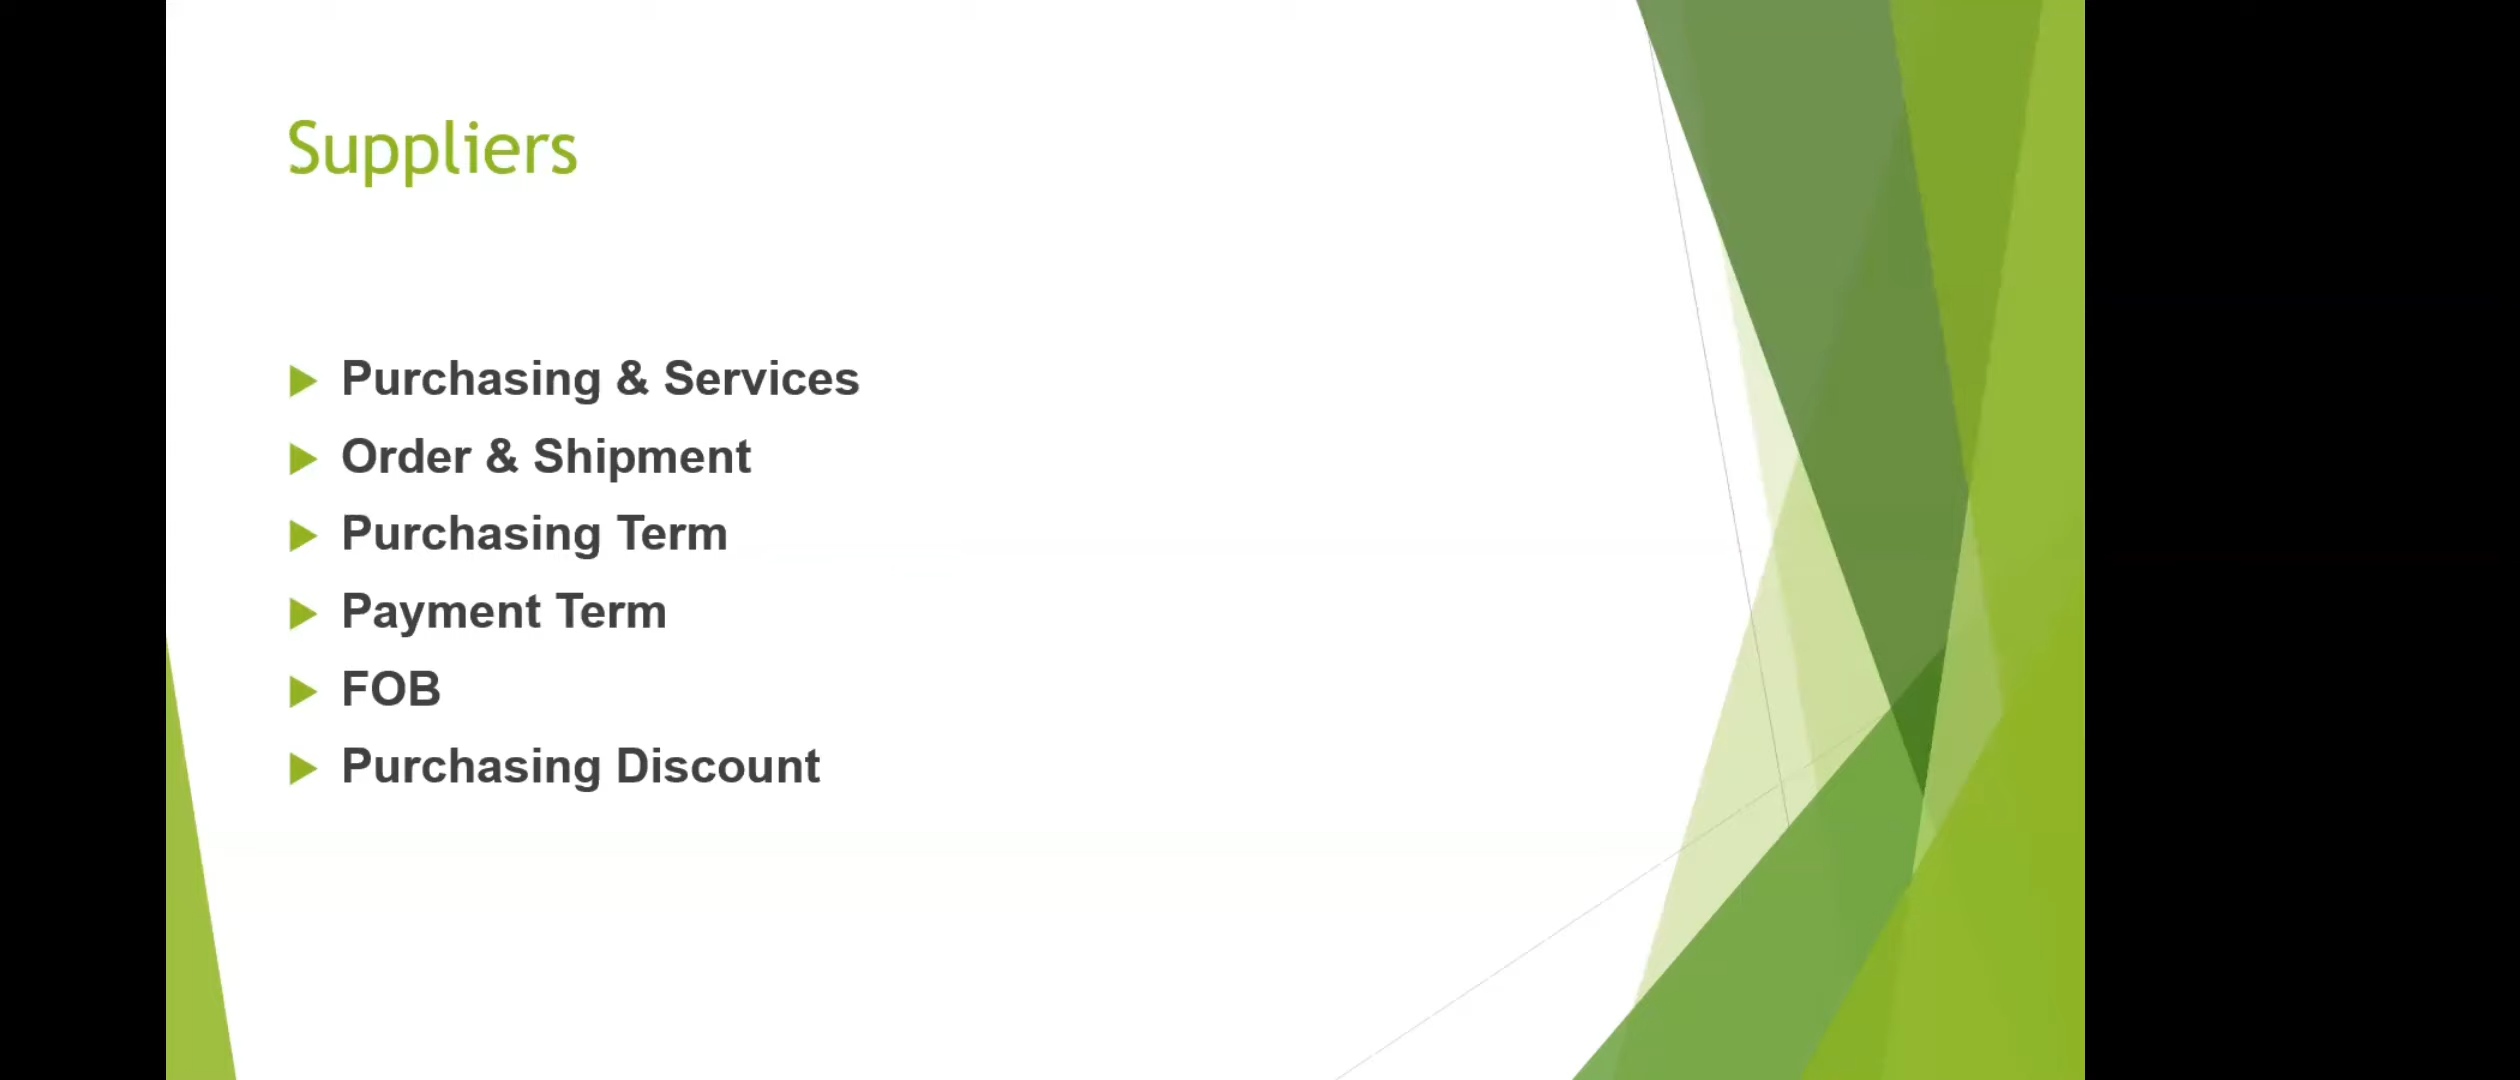 Suppliers
Purchasing & Services
Order & Shipment
Purchasing Term
Payment Term
FOB
Purchasing Discount